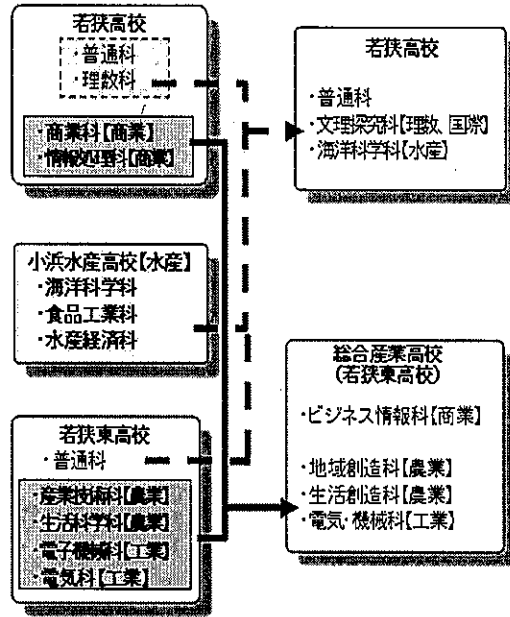 若狭高校
・普通科
・理数科
・商業科【商業】
・情報処理科【商業】
小浜水産高校【水産】
・海洋科学科
・食品工業科
・水産経済科
若狭東高校
・普通科
・産業技術科【農業】
・生活科学科【農業】
・電子機械科【工業】
・電気科【工業】
若狭高校
・普通科
・文理探究科【理数、国際】
・海洋科学科【水産】
総合産業高校
(若狭東高校)
・ビジネス情報科【商業】
・地域創造科【農業】
・生活創造科【農業】
・電気・機械科【工業】